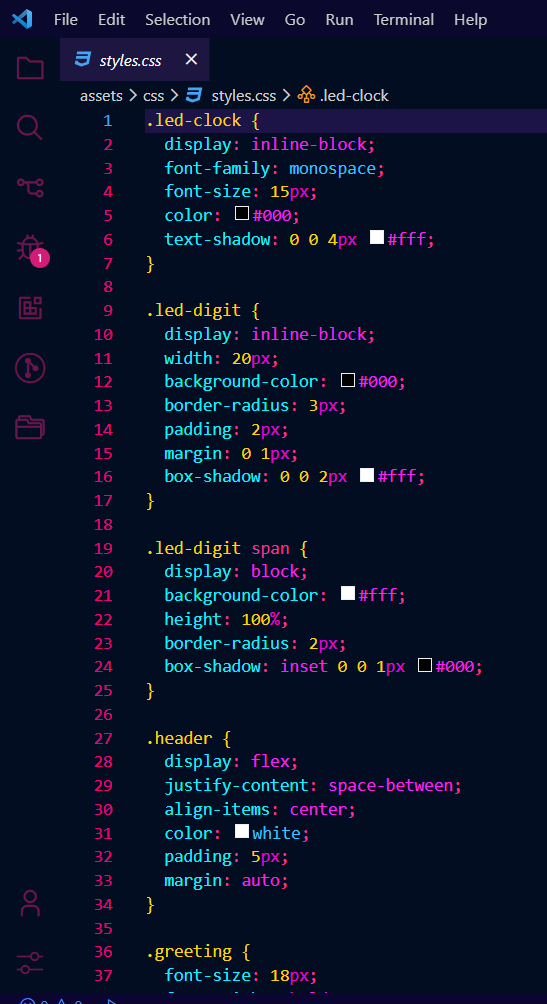 File Edit Selection View Go Run Terminal Help
styles.css
assets > css > styles.css > .led-clock
1 .led-clock {
2 display: inline-block;
3 font-family: monospace;
4 font-size: 15px;
5 color: #000;
6 text-shadow: 0 0 4px #fff;
7 }
8
9 .led-digit {
10 display: inline-block;
11 width: 20px;
12 background-color: #000;
13 border-radius: 3px;
14 padding: 2px;
15 margin: 0 1px;
16 box-shadow: 0 0 2px #fff;
17 }
18
19 .led-digit span {
20 display: block;
21 background-color: #fff;
22 height: 100%;
23 border-radius: 2px;
24 box-shadow: inset 0 0 1px #000;
25 }
26
27 .header {
28 display: flex;
29 justify-content: space-between;
30 align-items: center;
31 color: white;
32 padding: 5px;
33 margin: auto;
34 }
35
36 .greeting {
37 font-size: 18px;
1